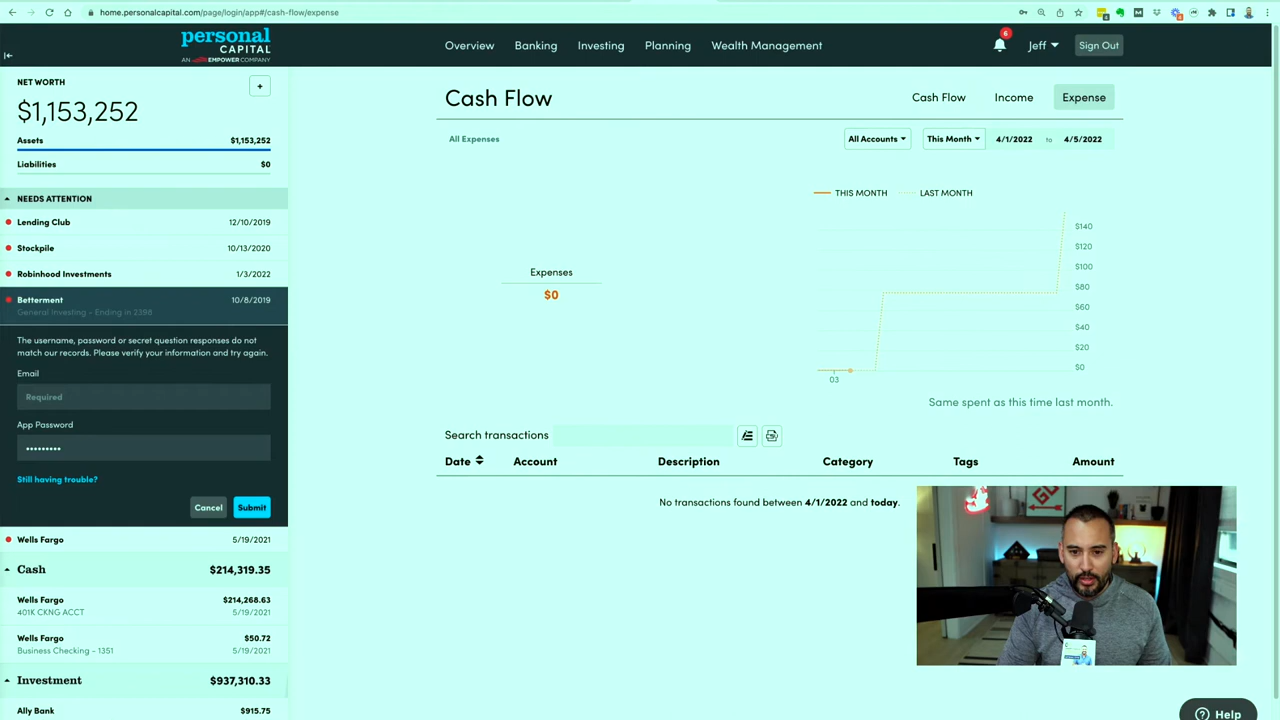 home.personalcapital.com/page/login/app#/cash-flow/expense
personal
CAPITAL
AN EMPOWER COMPANY
Overview Banking Investing Planning Wealth Management
6
Jeff
Sign Out
NET WORTH
+
$1,153,252
Assets $1,153,252
Liabilities $0
NEEDS ATTENTION
Lending Club 12/10/2019
Stockpile 10/13/2020
Robinhood Investments 1/3/2022
Betterment 10/8/2019
General Investing - Ending in 2398
The username, password or secret question responses do not
match our records. Please verify your information and try again.
Email
Required
App Password
•••••••••
Still having trouble?
Cancel Submit
Wells Fargo 5/19/2021
Cash $214,319.35
Wells Fargo $214,268.63
401K CKNG ACCT 5/19/2021
Wells Fargo $50.72
Business Checking - 1351 5/19/2021
Investment $937,310.33
Ally Bank $915.75
Cash Flow
Cash Flow Income Expense
All Expenses
All Accounts This Month 4/1/2022 to 4/5/2022
THIS MONTH LAST MONTH
$140
$120
$100
$80
$60
$40
$20
$0
03
Expenses
$0
Same spent as this time last month.
Search transactions
Date Account Description Category Tags Amount
No transactions found between 4/1/2022 and today.
Help